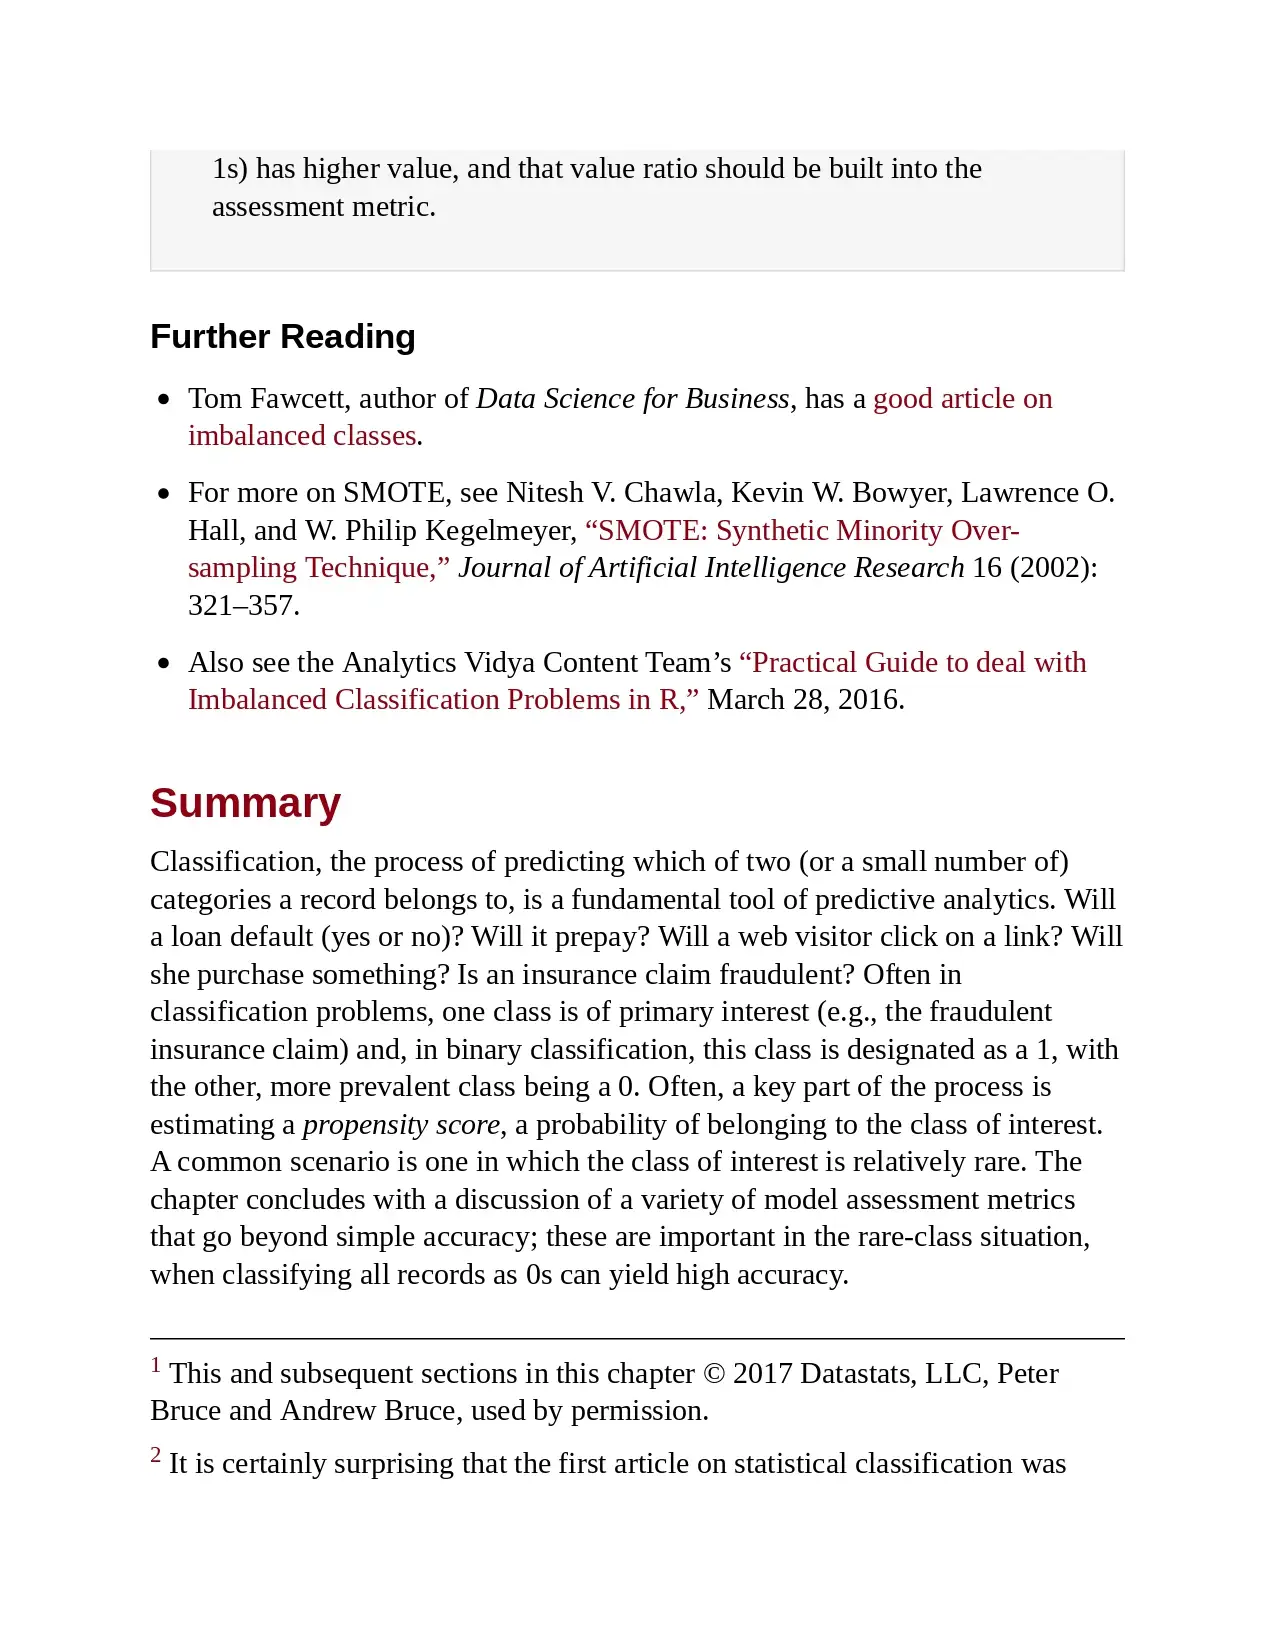 1s) has higher value, and that value ratio should be built into the
assessment metric.
Further Reading
• Tom Fawcett, author of Data Science for Business, has a good article on
imbalanced classes.
• For more on SMOTE, see Nitesh V. Chawla, Kevin W. Bowyer, Lawrence O.
Hall, and W. Philip Kegelmeyer, “SMOTE: Synthetic Minority Over-
sampling Technique,” Journal of Artificial Intelligence Research 16 (2002):
321–357.
• Also see the Analytics Vidya Content Team’s “Practical Guide to deal with
Imbalanced Classification Problems in R,” March 28, 2016.
Summary
Classification, the process of predicting which of two (or a small number of)
categories a record belongs to, is a fundamental tool of predictive analytics. Will
a loan default (yes or no)? Will it prepay? Will a web visitor click on a link? Will
she purchase something? Is an insurance claim fraudulent? Often in
classification problems, one class is of primary interest (e.g., the fraudulent
insurance claim) and, in binary classification, this class is designated as a 1, with
the other, more prevalent class being a 0. Often, a key part of the process is
estimating a propensity score, a probability of belonging to the class of interest.
A common scenario is one in which the class of interest is relatively rare. The
chapter concludes with a discussion of a variety of model assessment metrics
that go beyond simple accuracy; these are important in the rare-class situation,
when classifying all records as 0s can yield high accuracy.
1 This and subsequent sections in this chapter © 2017 Datastats, LLC, Peter
Bruce and Andrew Bruce, used by permission.
2 It is certainly surprising that the first article on statistical classification was